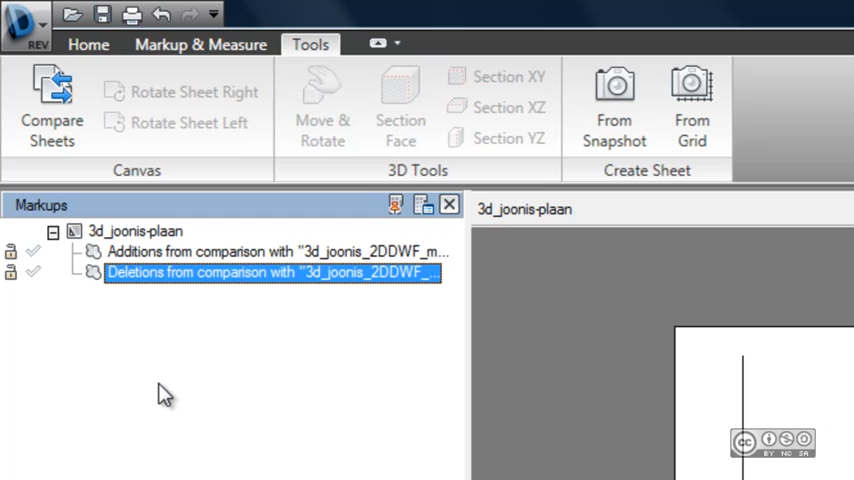 REV
Home Markup & Measure Tools
Compare Sheets
Rotate Sheet Right
Rotate Sheet Left
Canvas
Move & Rotate
Section Face
Section XY
Section XZ
Section YZ
3D Tools
From Snapshot
From Grid
Create Sheet
Markups
3d_joonis-plaan
3d_joonis-plaan
Additions from comparison with "3d_joonis_2DDWF_m...
Deletions from comparison with "3d_joonis_2DDWF_...
CC
BY NC SA